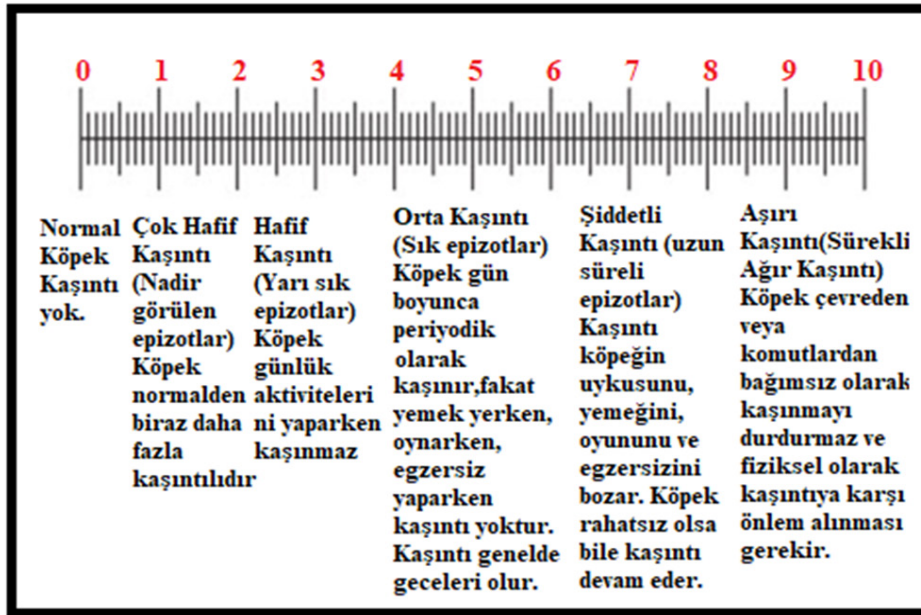 0 1 2 3 4 5 6 7 8 9 10
Normal
Köpek
Kaşıntı
yok.
Çok Hafif
Kaşıntı
(Nadir
görülen
epizotlar)
Köpek
normalden
biraz daha
fazla
kaşıntılıdır
Hafif
Kaşıntı
(Yarı sık
epizotlar)
Köpek
günlük
aktiviteleri
ni yaparken
kaşınmaz
Orta Kaşıntı
(Sık epizotlar)
Köpek gün
boyunca
periyodik
olarak
kaşınır,fakat
yemek yerken,
oynarken,
egzersiz
yaparken
kaşıntı yoktur.
Kaşıntı genelde
geceleri olur.
Şiddetli
Kaşıntı (uzun
süreli
epizotlar)
Kaşıntı
köpeğin
uykusunu,
yemeğini,
oyununu ve
egzersizini
bozar. Köpek
rahatsız olsa
bile kaşıntı
devam eder.
Aşırı
Kaşıntı(Sürekli
Ağır Kaşıntı)
Köpek çevreden
veya
komutlardan
bağımsız olarak
kaşınmayı
durdurmaz ve
fiziksel olarak
kaşıntıya karşı
önlem alınması
gerekir.